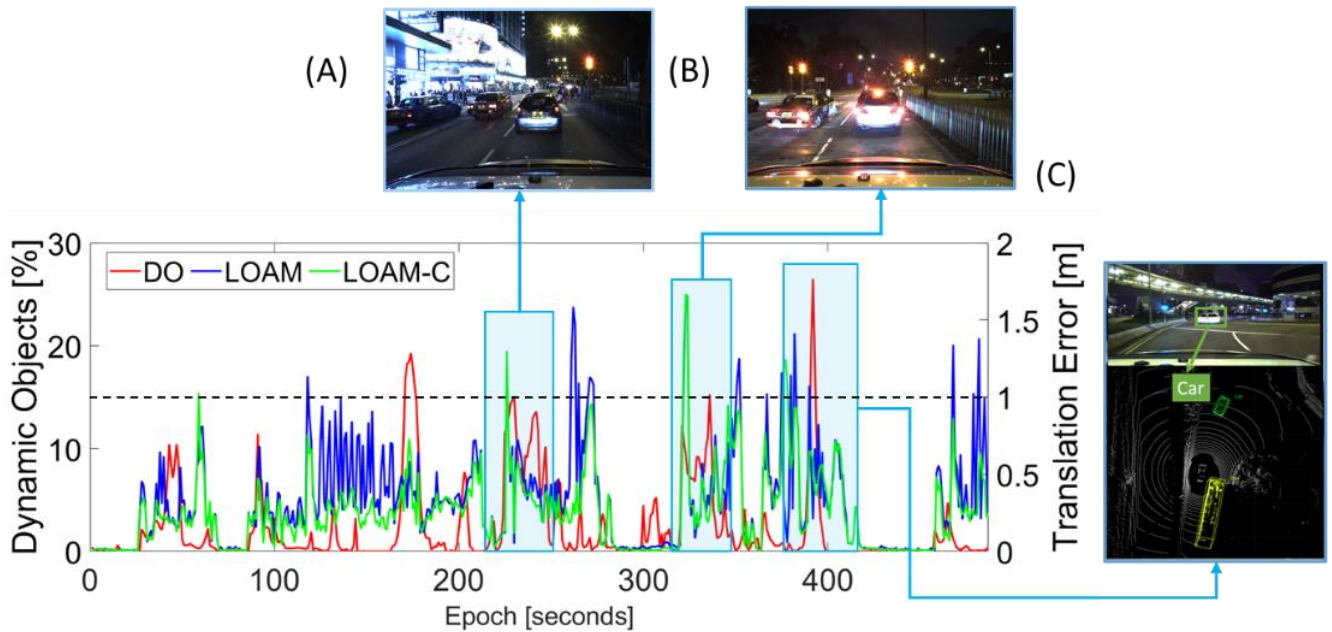 (A)
(B)
(C)
30
20
10
0
Dynamic Objects [%]
DO
LOAM
LOAM-C
2
1.5
1
0.5
0
Translation Error [m]
0
100
200
300
400
Epoch [seconds]
Car